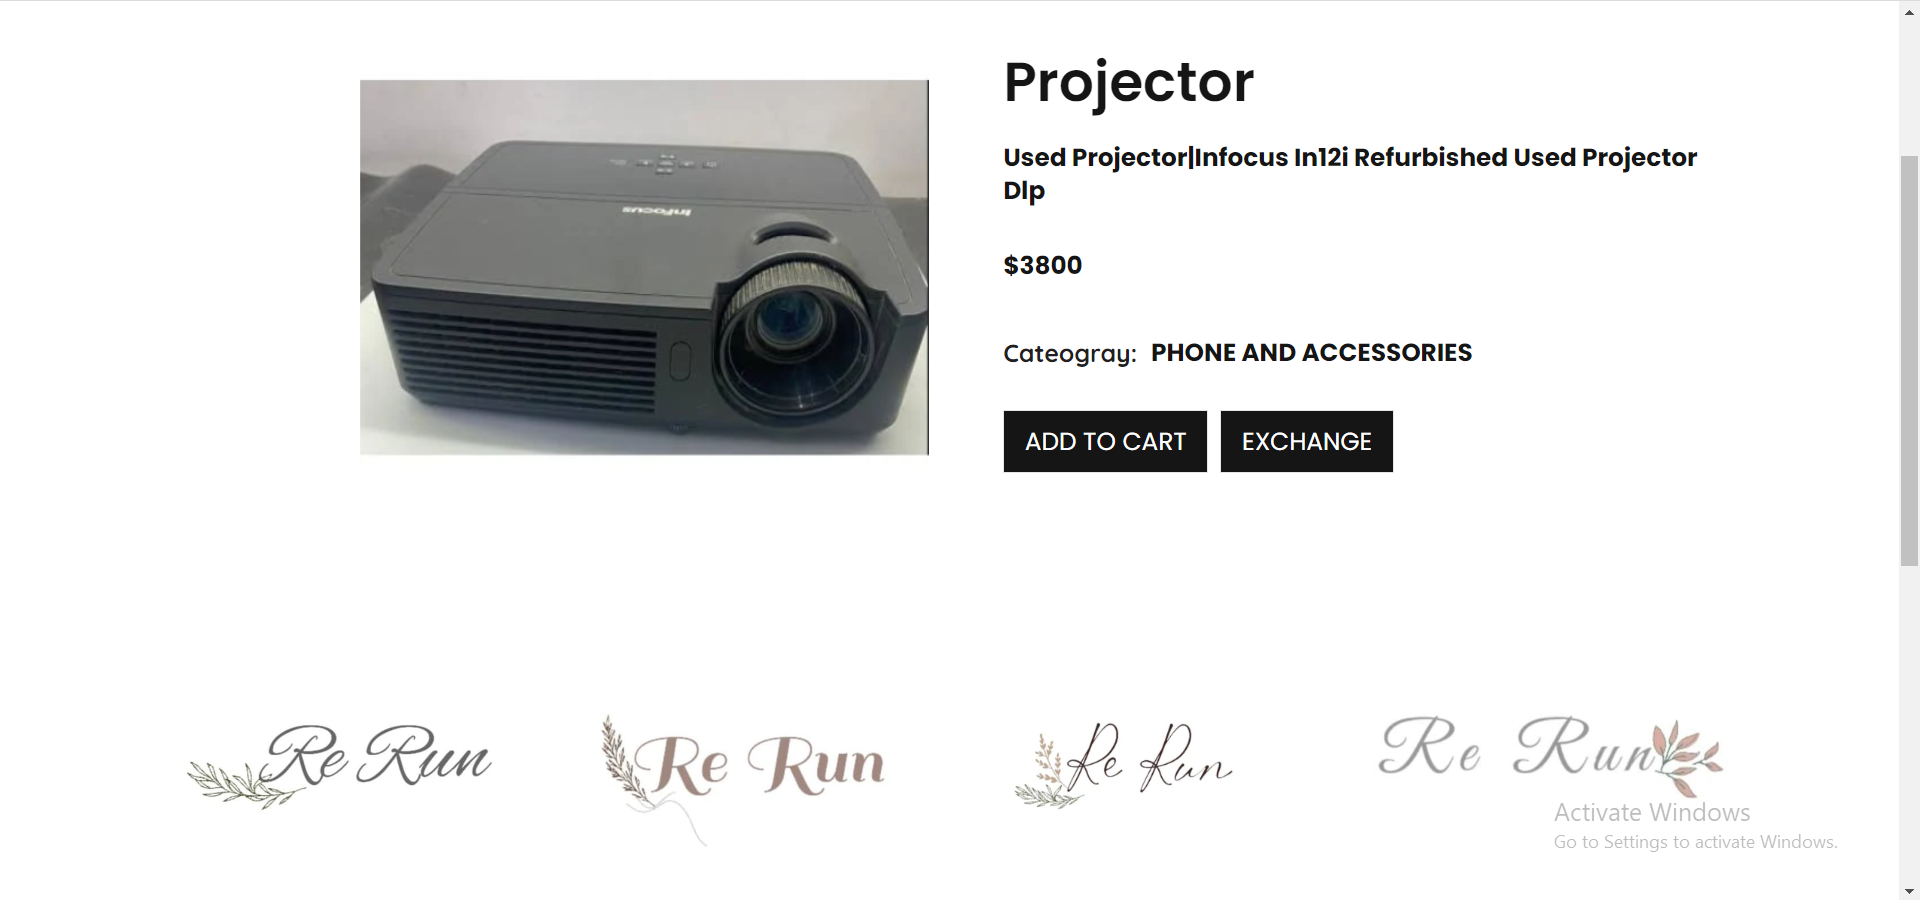 Projector
Used Projector|Infocus In12i Refurbished Used Projector
Dlp
$3800
Cateogray: PHONE AND ACCESSORIES
ADD TO CART EXCHANGE
InFocus
Re Run Re Run Re Run Re Run
Activate Windows
Go to Settings to activate Windows.